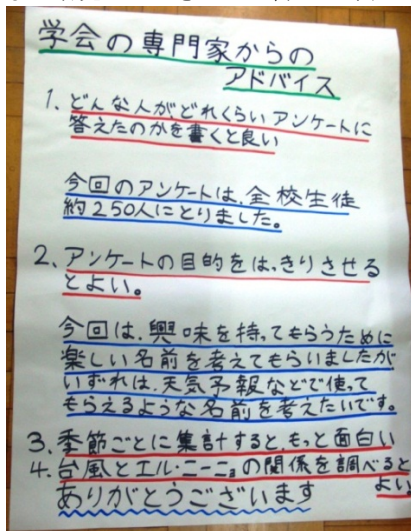 学会の専門家からの
アドバイス
1. どんな人がどれくらいアンケートに
答えたのかを書くと良い
今回のアンケートは、全校生徒
約250人にとりました。
2、アンケートの目的をはっきりさせる
とよい。
今回は、興味を持ってもらうために
楽しい名前を考えてもらいましたが
いずれは、天気予報などで使って
もらえるような名前を考えたいです。
3、季節ごとに集計すると、もっと面白い
4、台風とエル・ニーニョの関係を調べると
よい
ありがとうございます